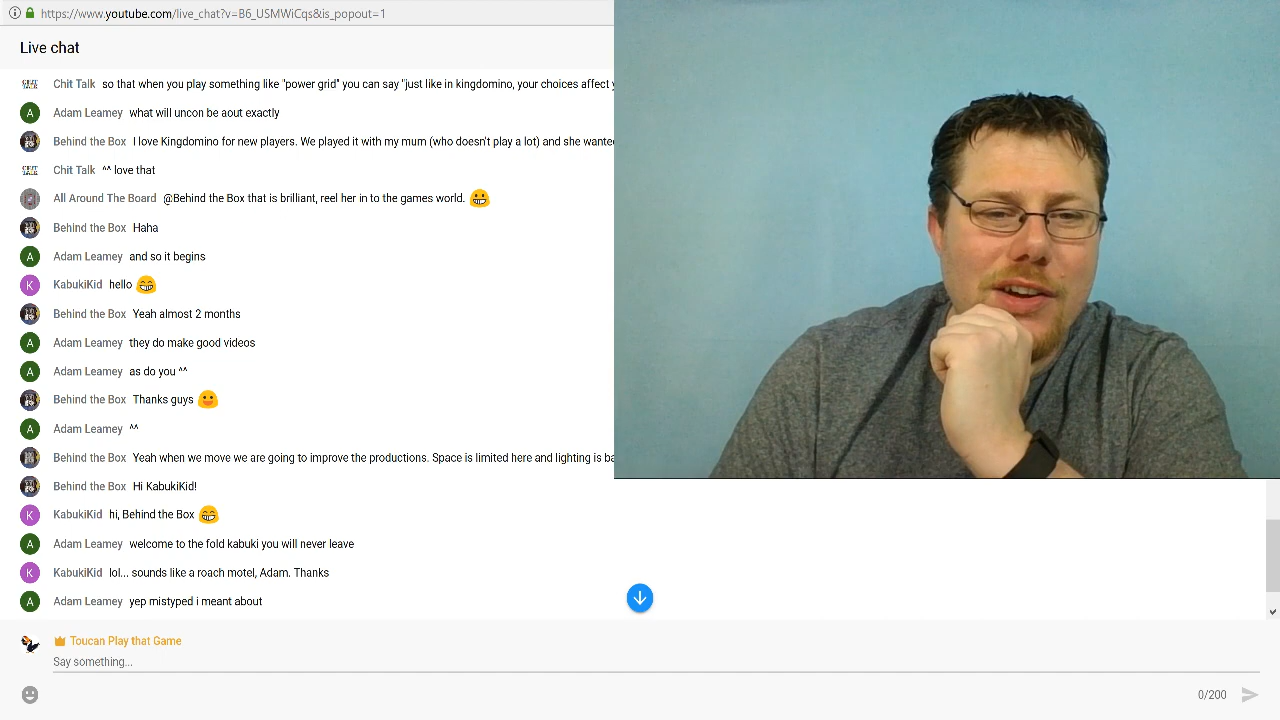 https://www.youtube.com/live_chat?v=B6_USMWiCqs&is_popout=1
Live chat
Chit Talk so that when you play something like "power grid" you can say "just like in kingdomino, your choices affect
Adam Leamey what will uncon be aout exactly
Behind the Box I love Kingdomino for new players. We played it with my mum (who doesn't play a lot) and she wanted
Chit Talk ^^ love that
All Around The Board @Behind the Box that is brilliant, reel her in to the games world.
Behind the Box Haha
Adam Leamey and so it begins
KabukiKid hello
Behind the Box Yeah almost 2 months
Adam Leamey they do make good videos
Adam Leamey as do you ^^
Behind the Box Thanks guys
Adam Leamey ^^
Behind the Box Yeah when we move we are going to improve the productions. Space is limited here and lighting is
Behind the Box Hi KabukiKid!
KabukiKid hi, Behind the Box
Adam Leamey welcome to the fold kabuki you will never leave
KabukiKid lol... sounds like a roach motel, Adam. Thanks
Adam Leamey yep mistyped i meant about
Toucan Play that Game
Say something...
0/200